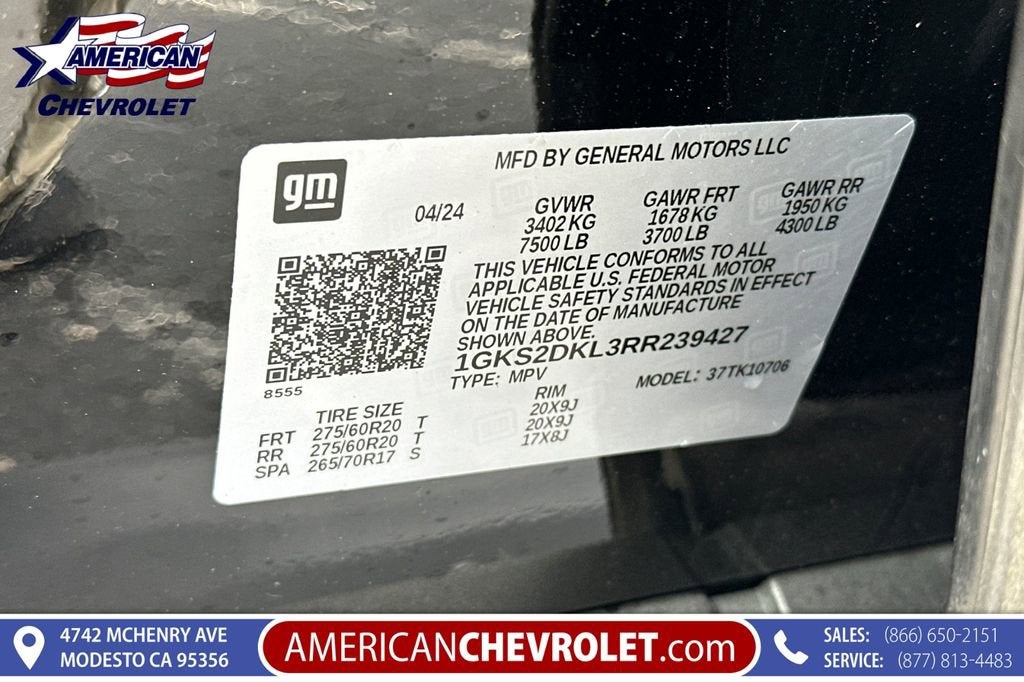 AMERICAN
CHEVROLET
gm
MFD BY GENERAL MOTORS LLC
04/24
GVWR
3402 KG
7500 LB
GAWR FRT
1678 KG
3700 LB
GAWR RR
1950 KG
4300 LB
THIS VEHICLE CONFORMS TO ALL
APPLICABLE U.S. FEDERAL MOTOR
VEHICLE SAFETY STANDARDS IN EFFECT
ON THE DATE OF MANUFACTURE
SHOWN ABOVE.
1GKS2DKL3RR239427
TYPE: MPV
MODEL: 37TK10706
8555
TIRE SIZE
RIM
FRT 275/60R20 T 20X9J
RR 275/60R20 T 20X9J
SPA 265/70R17 S 17X8J
4742 MCHENRY AVE
MODESTO CA 95356
AMERICANCHEVROLET.com
SALES: (866) 650-2151
SERVICE: (877) 813-4483